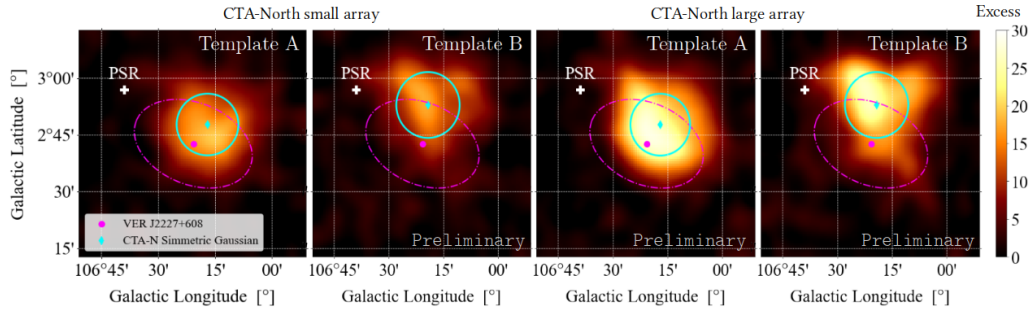 CTA-North small array
CTA-North large array
Excess
Template A
Template B
Template A
Template B
PSR
PSR
PSR
PSR
3°00'
2°45'
30'
15'
Galactic Latitude [°]
VER J2227+608
CTA-N Simmetric Gaussian
Preliminary
Preliminary
106°45' 30' 15' 00'
106°45' 30' 15' 00'
106°45' 30' 15' 00'
106°45' 30' 15' 00'
Galactic Longitude [°]
Galactic Longitude [°]
Galactic Longitude [°]
Galactic Longitude [°]
30
25
20
15
10
5
0